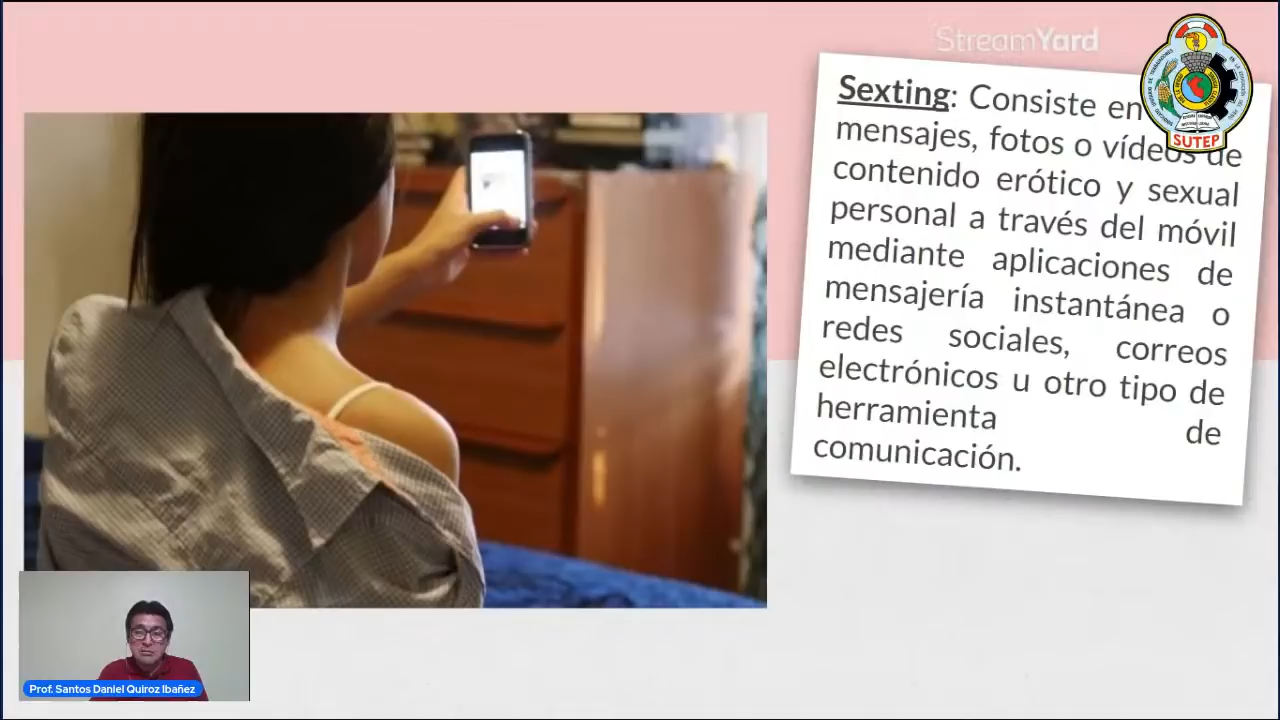 StreamYard
Sexting: Consiste en
mensajes, fotos o vídeos de
contenido erótico y sexual
personal a través del móvil
mediante aplicaciones de
mensajería instantánea o
redes sociales, correos
electrónicos u otro tipo de
herramienta de
comunicación.
SUTEP
Prof. Santos Daniel Quiroz Ibañez